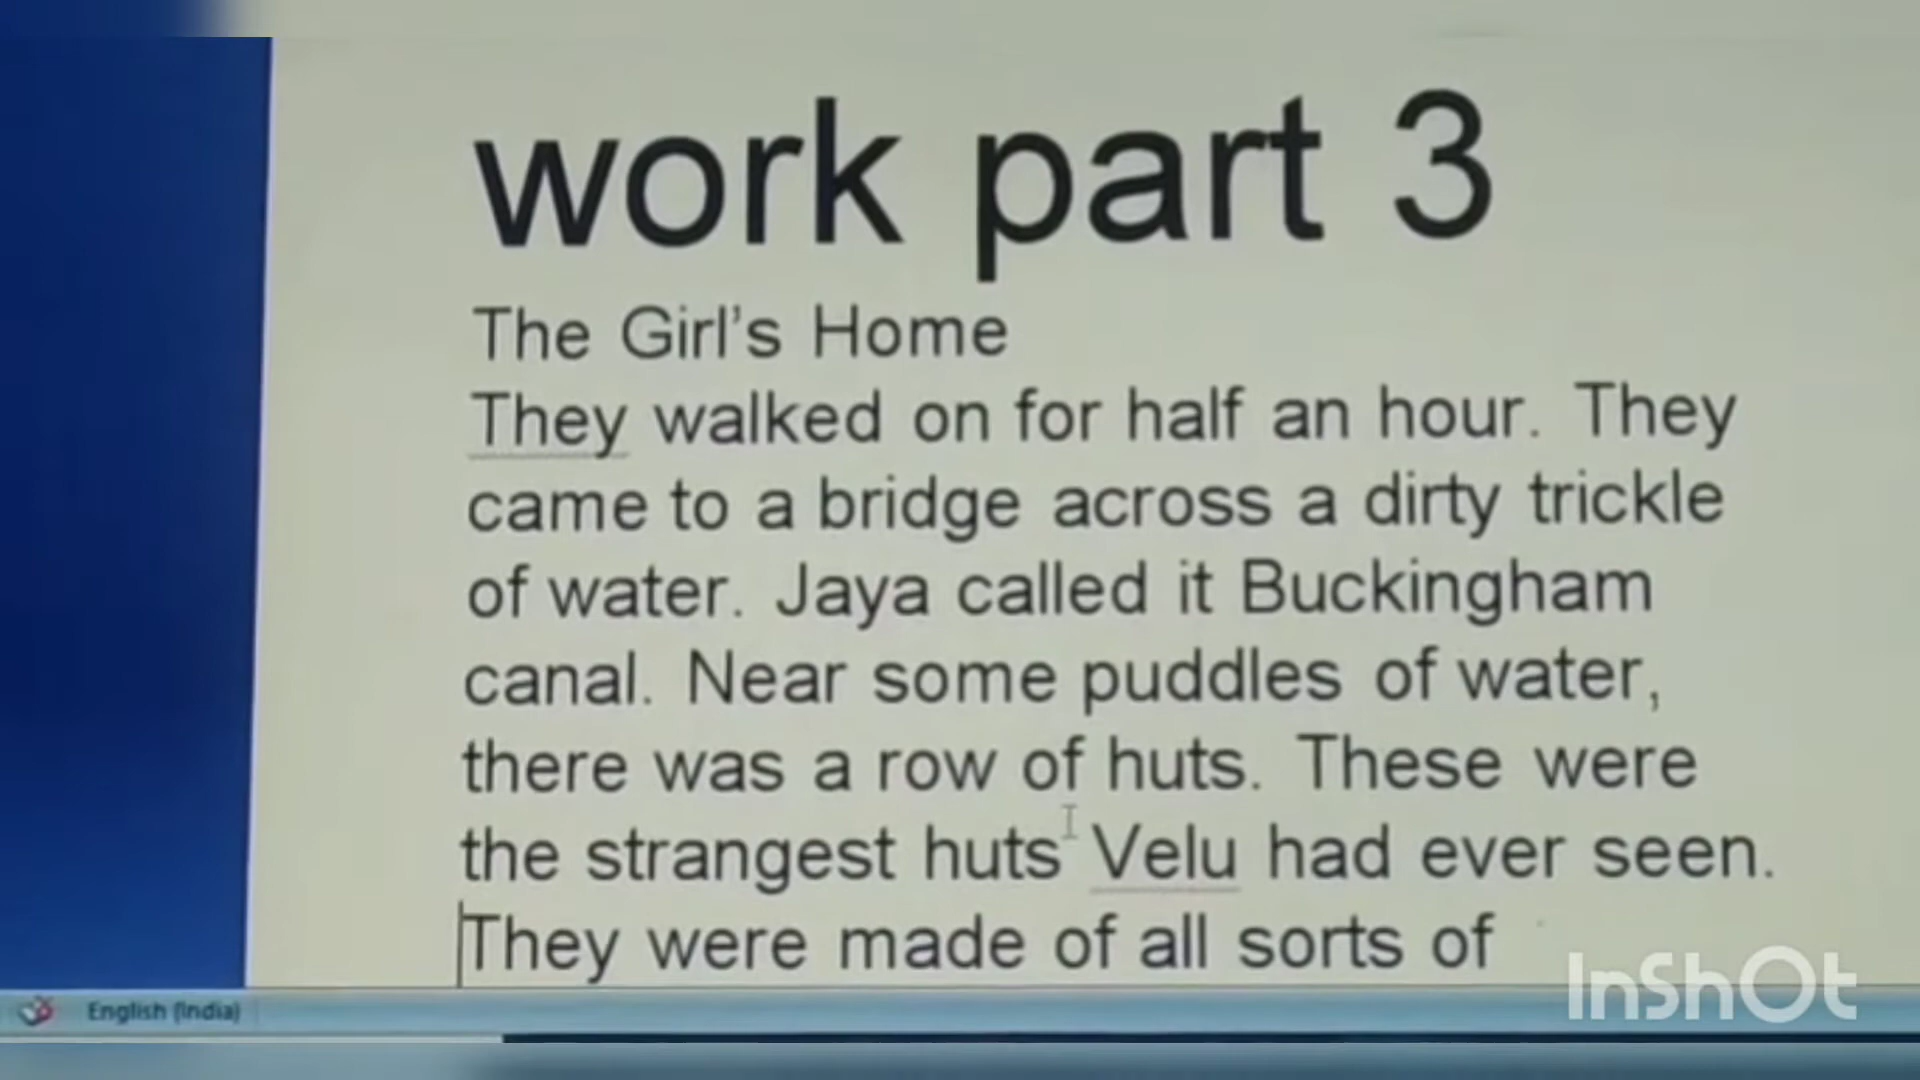 work part 3
The Girl's Home
They walked on for half an hour. They
came to a bridge across a dirty trickle
of water. Jaya called it Buckingham
canal. Near some puddles of water,
there was a row of huts. These were
the strangest huts Velu had ever seen.
They were made of all sorts of
English (India)
InShOt